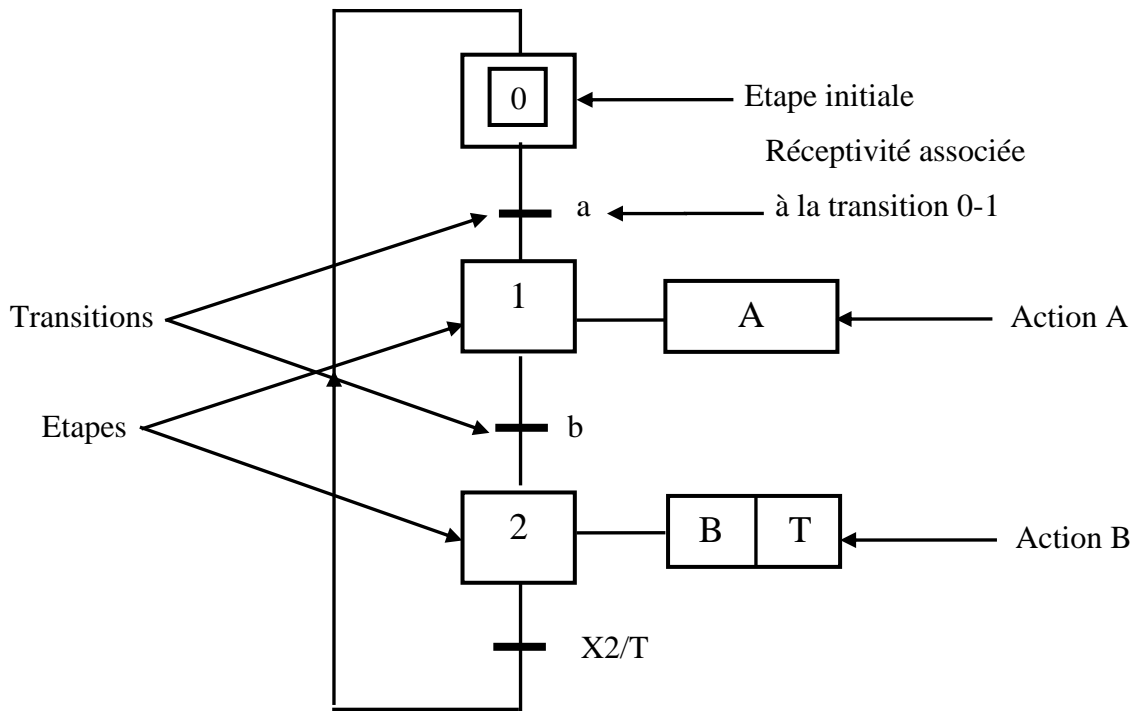 0
Etape initiale
Réceptivité associée
a
à la transition 0-1
1
A
Action A
Transitions
Etapes
b
2
B
T
Action B
X2/T